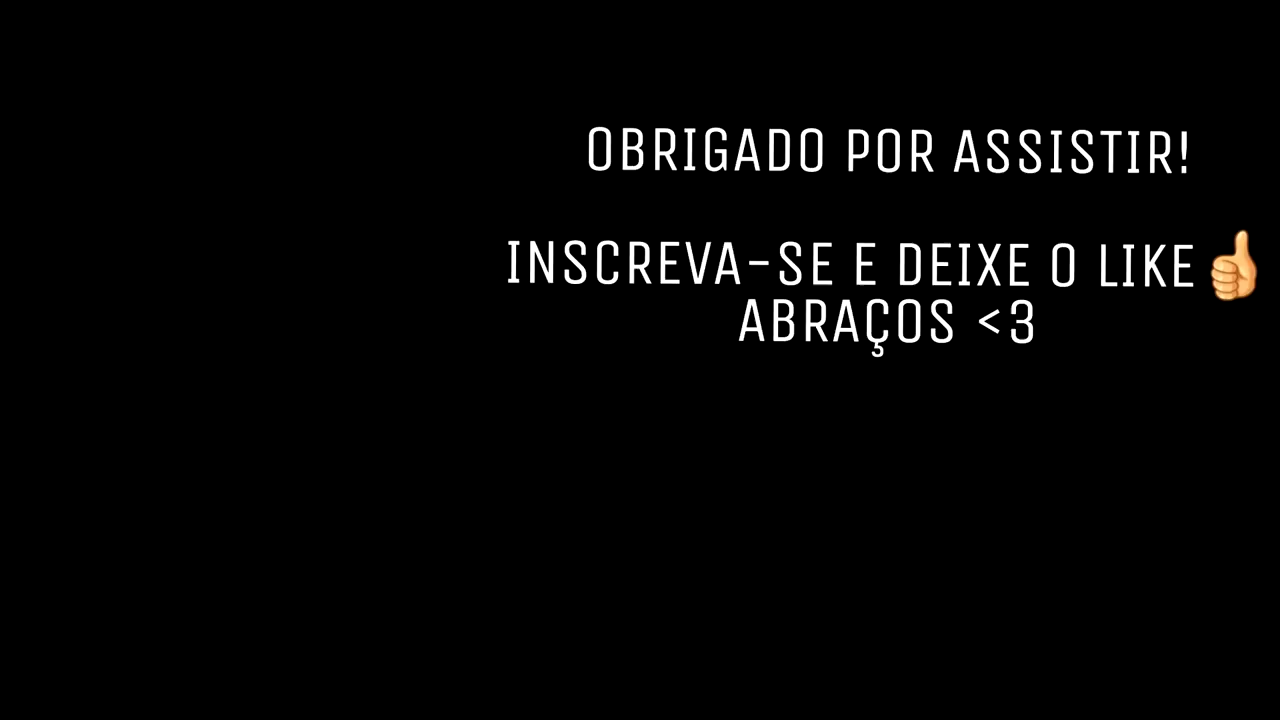 OBRIGADO POR ASSISTIR!
INSCREVA-SE E DEIXE O LIKE👍
ABRAÇOS <3